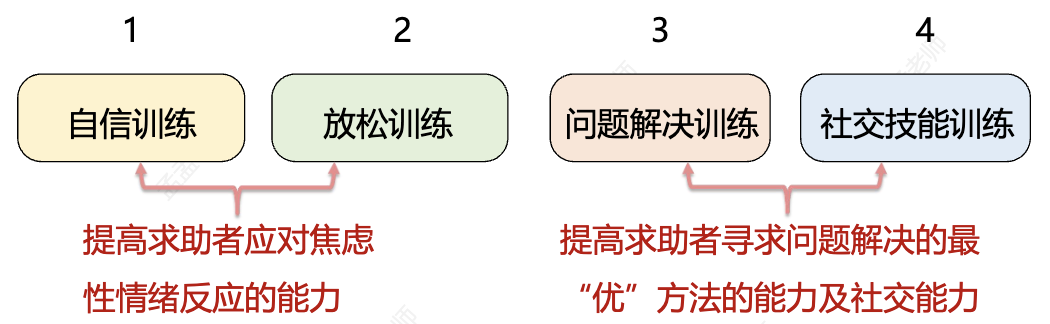 1 2 3 4
自信训练 放松训练 问题解决训练 社交技能训练
提高求助者应对焦虑
性情绪反应的能力
提高求助者寻求问题解决的最
“优”方法的能力及社交能力